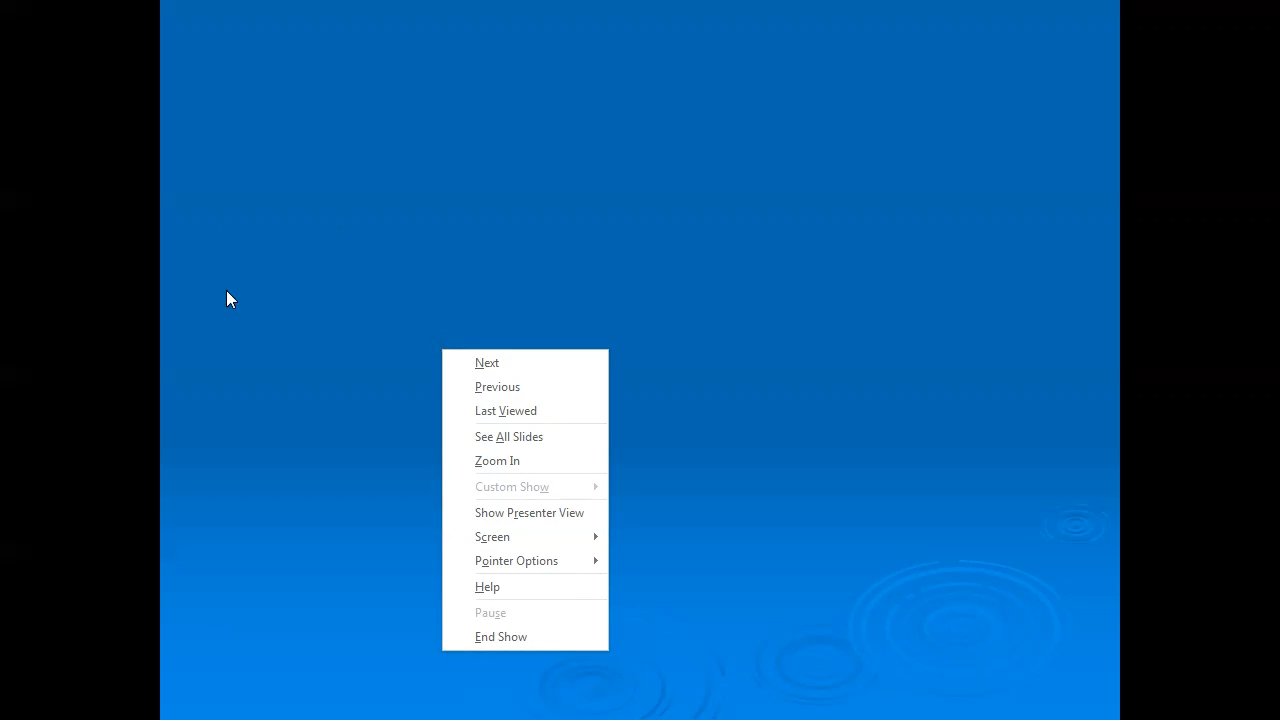 Next
Previous
Last Viewed
See All Slides
Zoom In
Custom Show
Show Presenter View
Screen
Pointer Options
Help
Pause
End Show